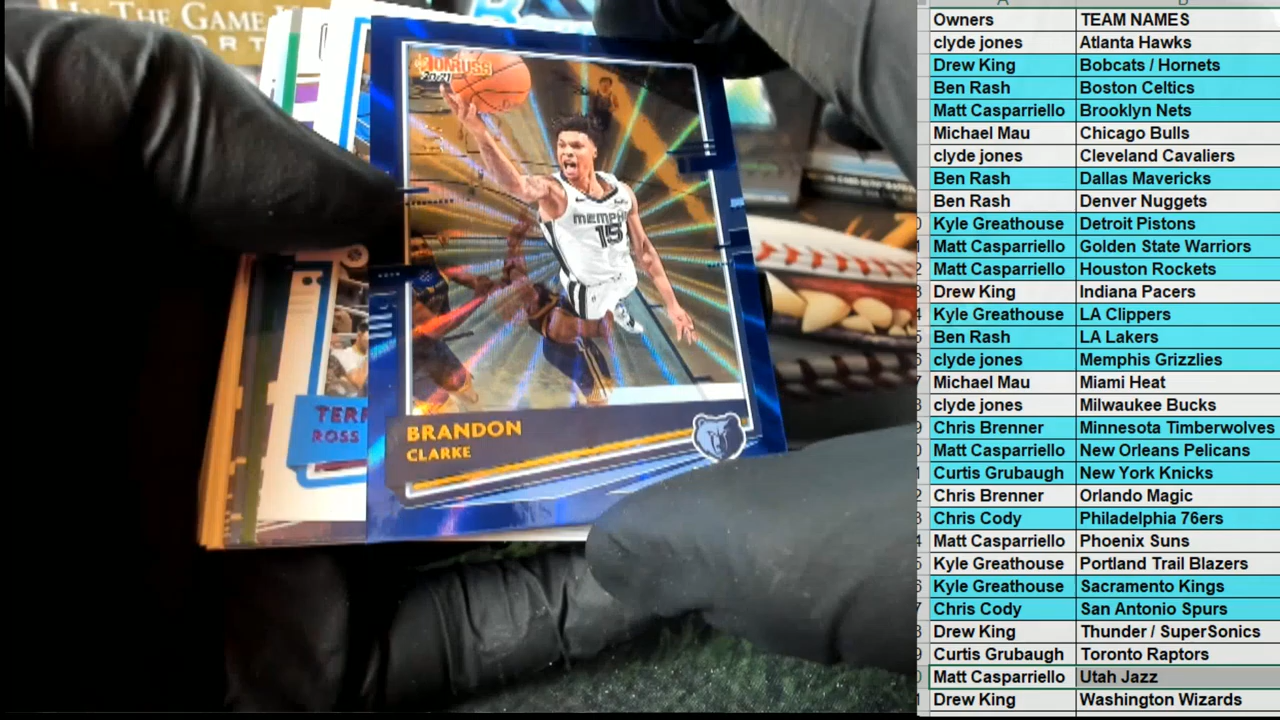 THE GAME
ORT
DONRUSS
20-21
MEMPHIS
15
BRANDON
CLARKE
TERR
ROSS
Owners TEAM NAMES
clyde jones Atlanta Hawks
Drew King Bobcats / Hornets
Ben Rash Boston Celtics
Matt Casparriello Brooklyn Nets
Michael Mau Chicago Bulls
clyde jones Cleveland Cavaliers
Ben Rash Dallas Mavericks
Ben Rash Denver Nuggets
Kyle Greathouse Detroit Pistons
Matt Casparriello Golden State Warriors
Matt Casparriello Houston Rockets
Drew King Indiana Pacers
Kyle Greathouse LA Clippers
Ben Rash LA Lakers
clyde jones Memphis Grizzlies
Michael Mau Miami Heat
clyde jones Milwaukee Bucks
Chris Brenner Minnesota Timberwolves
Matt Casparriello New Orleans Pelicans
Curtis Grubaugh New York Knicks
Chris Brenner Orlando Magic
Chris Cody Philadelphia 76ers
Matt Casparriello Phoenix Suns
Kyle Greathouse Portland Trail Blazers
Kyle Greathouse Sacramento Kings
Chris Cody San Antonio Spurs
Drew King Thunder / SuperSonics
Curtis Grubaugh Toronto Raptors
Matt Casparriello Utah Jazz
Drew King Washington Wizards